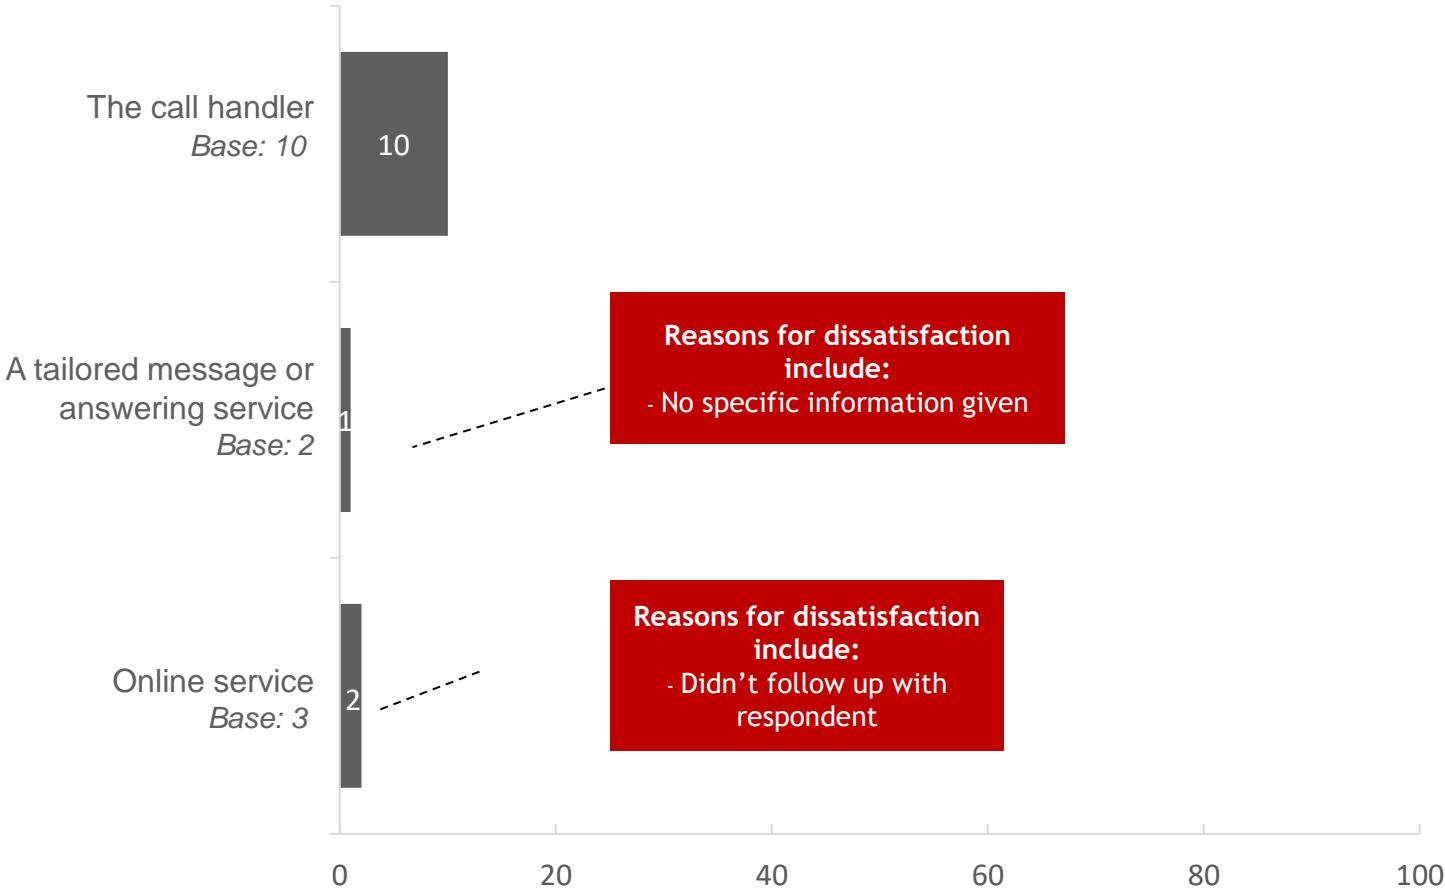 The call handler
Base: 10
10
A tailored message or
answering service
Base: 2
1
Reasons for dissatisfaction
include:
- No specific information given
Online service
Base: 3
2
Reasons for dissatisfaction
include:
- Didn’t follow up with
respondent
0 20 40 60 80 100